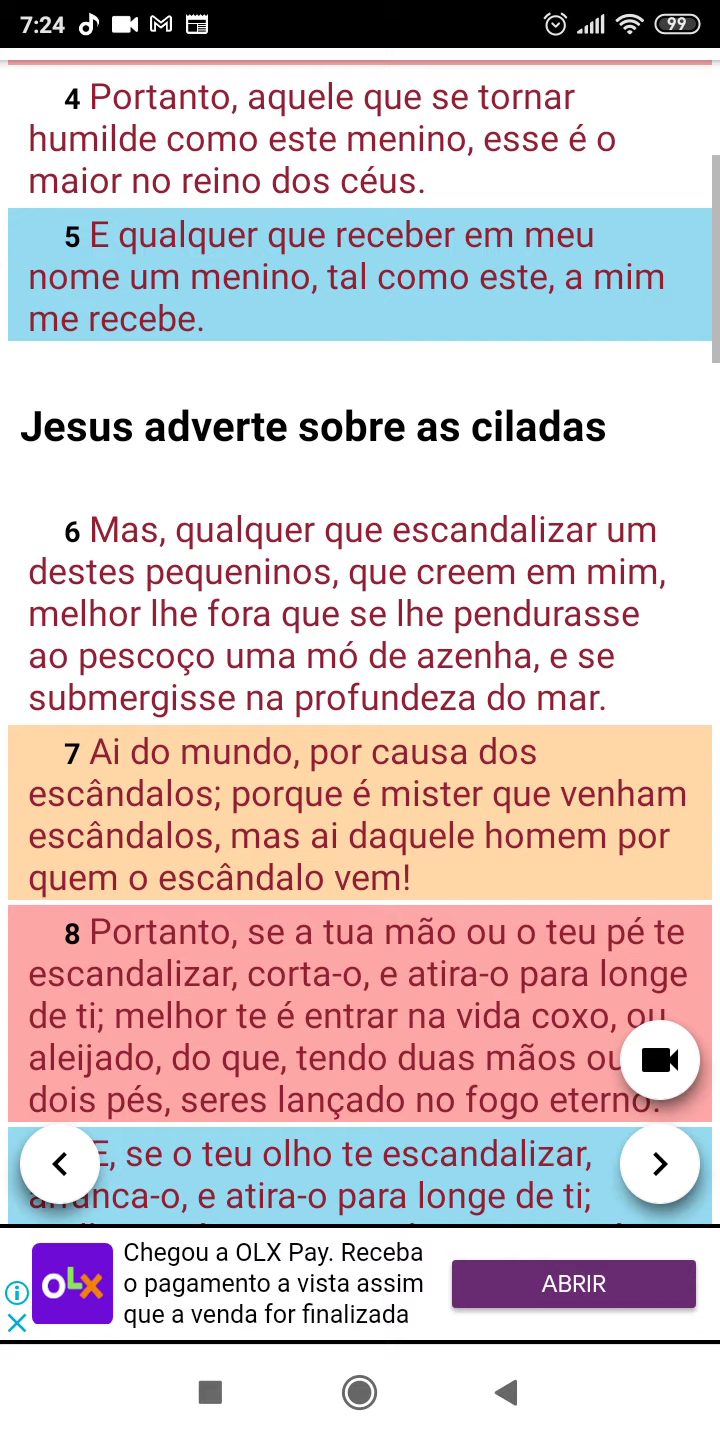 7:24
99
4 Portanto, aquele que se tornar
humilde como este menino, esse é o
maior no reino dos céus.
5 E qualquer que receber em meu
nome um menino, tal como este, a mim
me recebe.
Jesus adverte sobre as ciladas
6 Mas, qualquer que escandalizar um
destes pequeninos, que creem em mim,
melhor lhe fora que se lhe pendurasse
ao pescoço uma mó de azenha, e se
submergisse na profundeza do mar.
7 Ai do mundo, por causa dos
escândalos; porque é mister que venham
escândalos, mas ai daquele homem por
quem o escândalo vem!
8 Portanto, se a tua mão ou o teu pé te
escandalizar, corta-o, e atira-o para longe
de ti; melhor te é entrar na vida coxo, ou
aleijado, do que, tendo duas mãos ou
dois pés, seres lançado no fogo eterno.
E, se o teu olho te escandalizar,
arranca-o, e atira-o para longe de ti;
OLX
Chegou a OLX Pay. Receba
o pagamento a vista assim
que a venda for finalizada
ABRIR